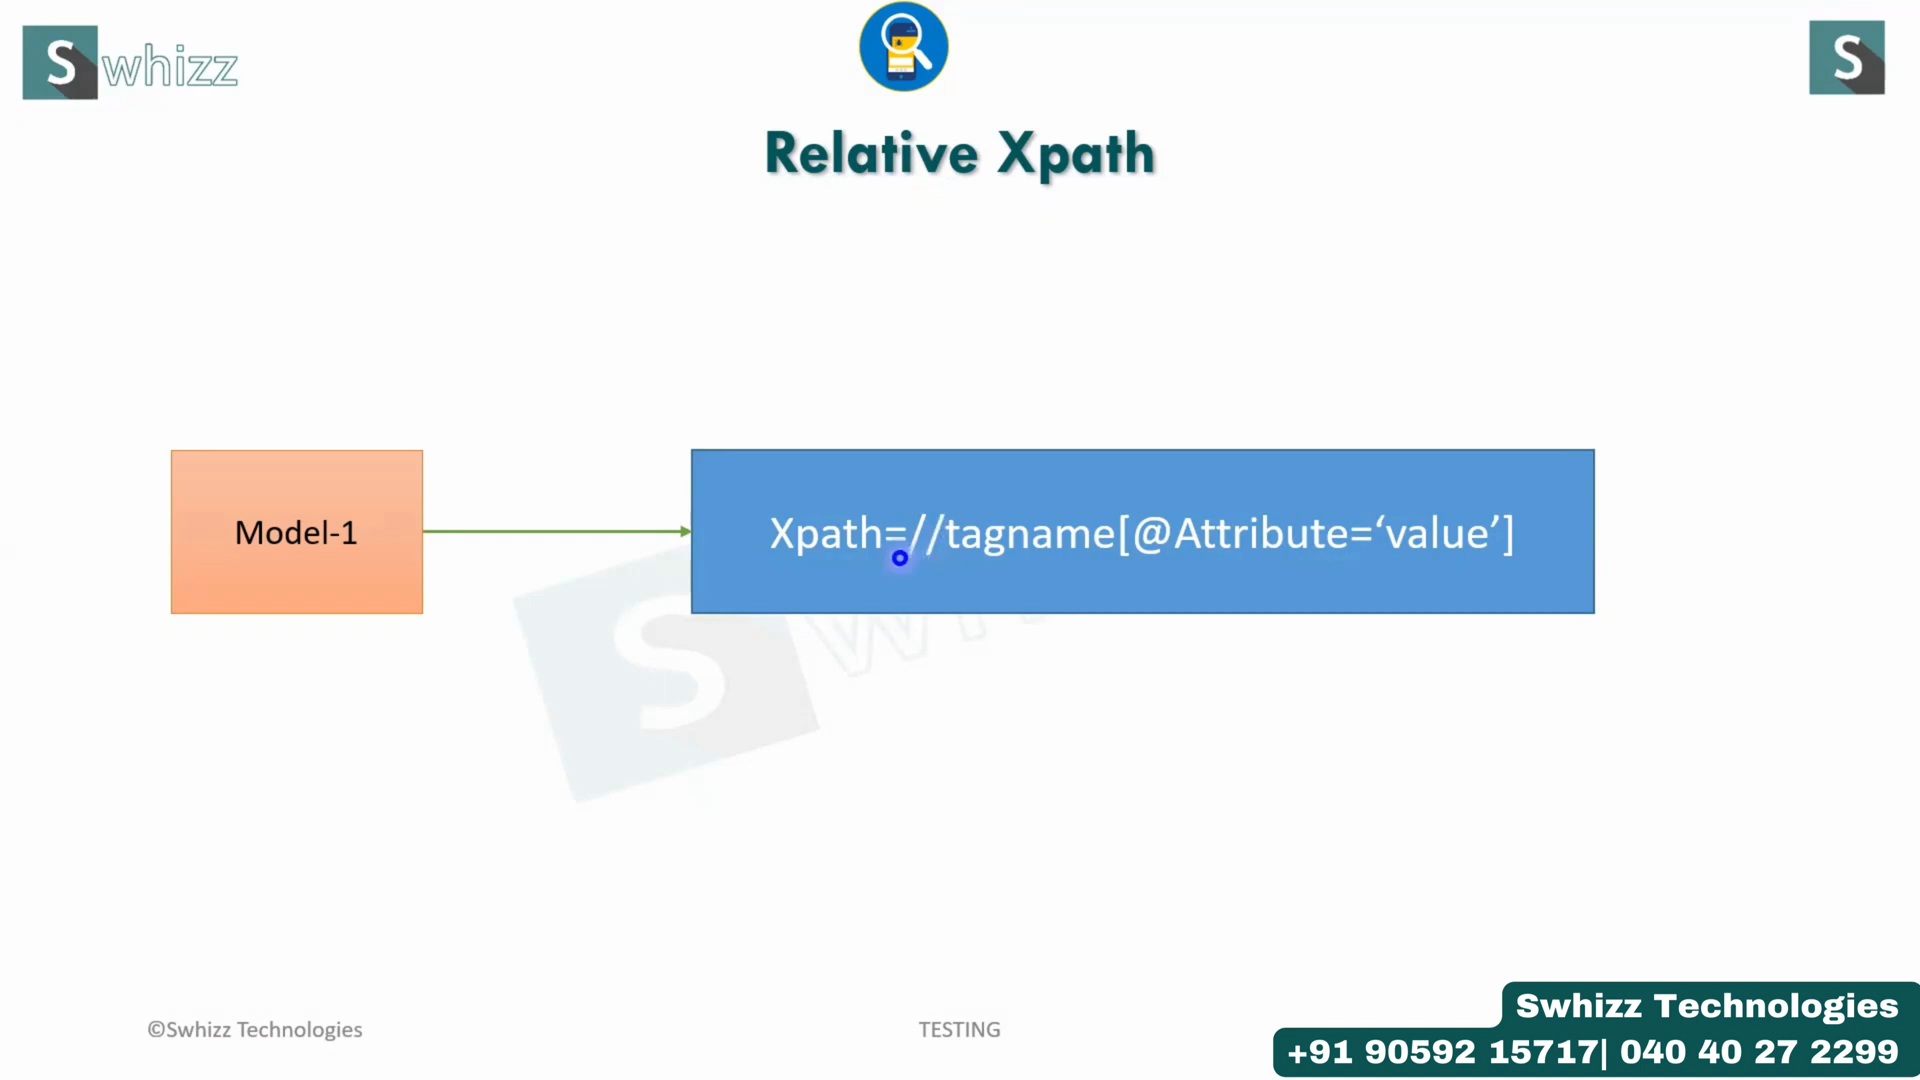 Swhizz
S
Relative Xpath
Model-1
Xpath=//tagname[@Attribute=‘value’]
SWH
©Swhizz Technologies
TESTING
Swhizz Technologies
+91 90592 15717| 040 40 27 2299